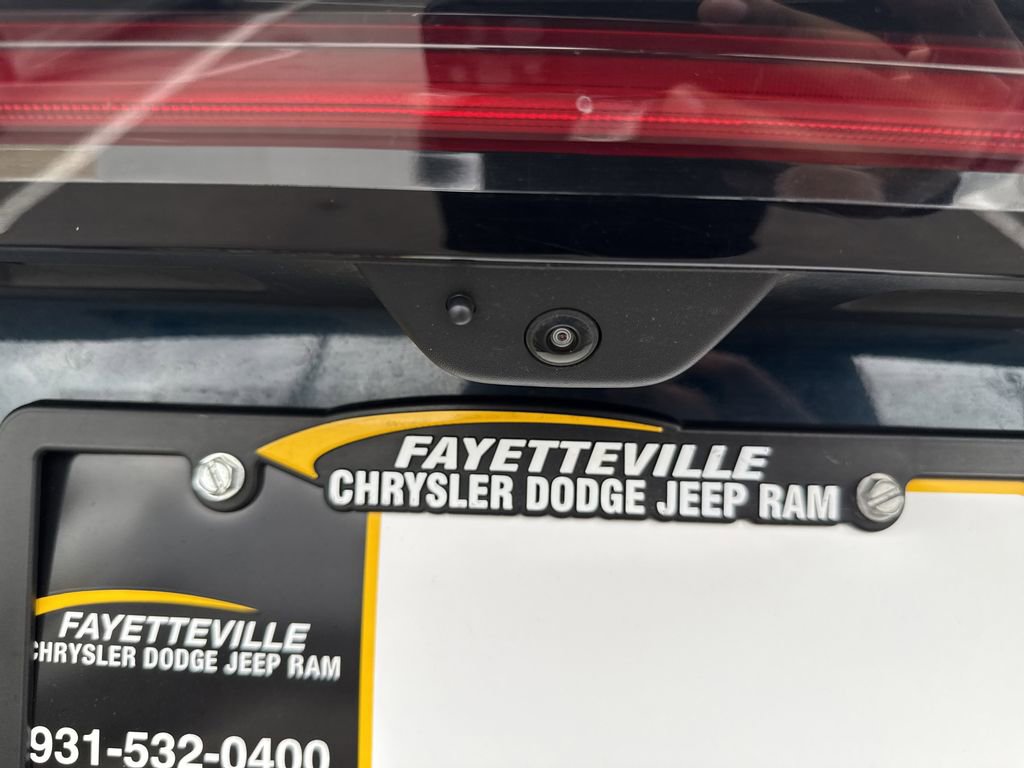 FAYETTEVILLE
CHRYSLER DODGE JEEP RAM
FAYETTEVILLE
CHRYSLER DODGE JEEP RAM
931-532-0400